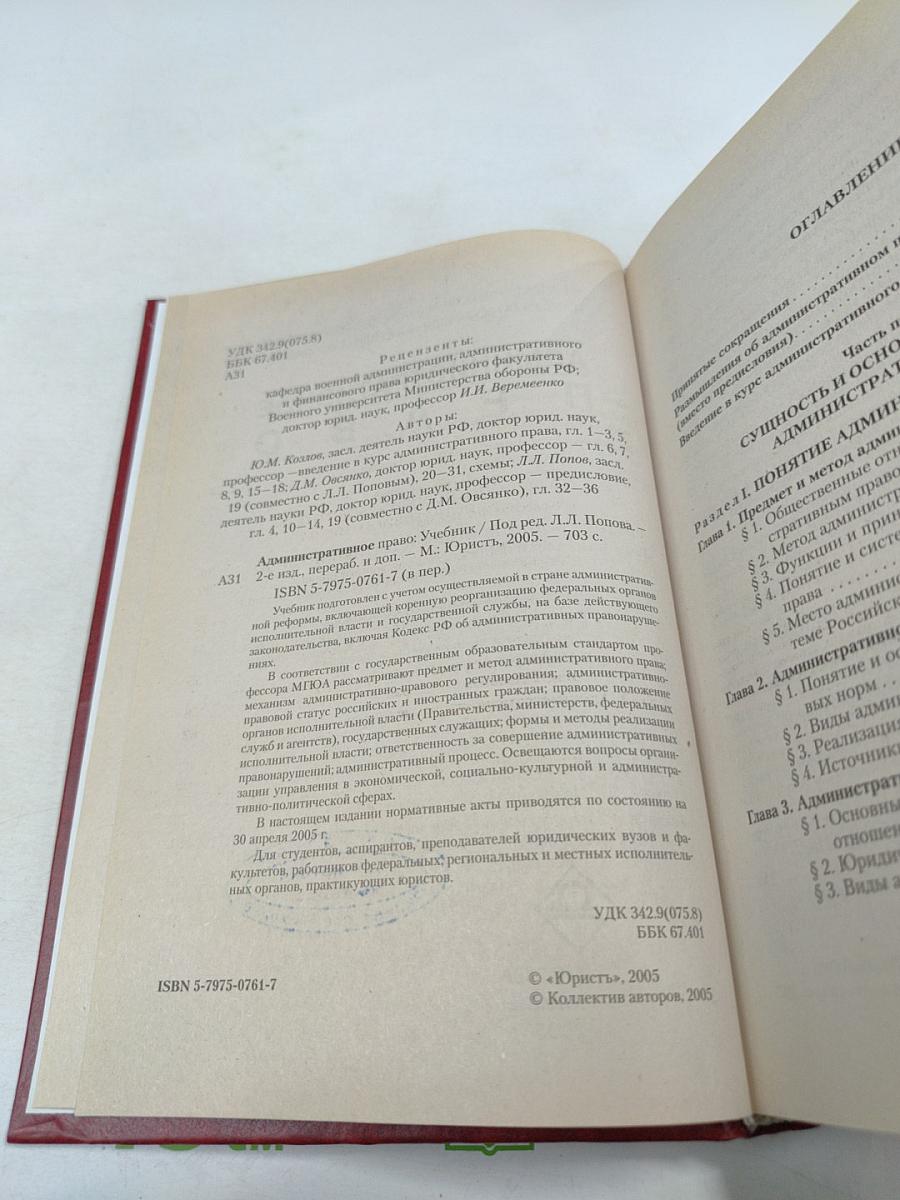 УДК 342.9(075.8)
ББК 67.401
А31
Рецензенты:
кафедра военной администрации, административного
и финансового права юридического факультета
Военного университета Министерства обороны РФ;
доктор юрид. наук, профессор И.И. Веремеенко
Авторы:
Ю.М. Козлов, засл. деятель науки РФ, доктор юрид. наук,
профессор —введение в курс административного права, гл. 1—3, 5,
8, 9, 15—18; Д.М. Овсянко, доктор юрид. наук, профессор — гл. 6, 7,
19 (совместно с Л.Л. Поповым), 20—31, схемы; Л.Л. Попов, засл.
деятель науки РФ, доктор юрид. наук, профессор — предисловие,
гл. 4, 10—14, 19 (совместно с Д.М. Овсянко), гл. 32—36
Административное право: Учебник / Под ред. Л.Л. Попова. —
А31 2-е изд., перераб. и доп. — М.: Юристъ, 2005. — 703 с.
ISBN 5-7975-0761-7 (в пер.)
Учебник подготовлен с учетом осуществляемой в стране административ-
ной реформы, включающей коренную реорганизацию федеральных органов
исполнительной власти и государственной службы, на базе действующего
законодательства, включая Кодекс РФ об административных правонаруше-
ниях.
В соответствии с государственным образовательным стандартом про-
фессора МГЮА рассматривают предмет и метод административного права;
механизм административно-правового регулирования; административно-
правовой статус российских и иностранных граждан; правовое положение
органов исполнительной власти (Правительства, министерств, федеральных
служб и агентств), государственных служащих; формы и методы реализации
исполнительной власти; ответственность за совершение административных
правонарушений; административный процесс. Освещаются вопросы органи-
зации управления в экономической, социально-культурной и администра-
тивно-политической сферах.
В настоящем издании нормативные акты приводятся по состоянию на
30 апреля 2005 г.
Для студентов, аспирантов, преподавателей юридических вузов и фа-
культетов, работников федеральных, региональных и местных исполнитель-
ных органов, практикующих юристов.
УДК 342.9(075.8)
ББК 67.401
ISBN 5-7975-0761-7
© «Юристъ», 2005
© Коллектив авторов, 2005
ОГЛАВЛЕНИ
Принятые сокращения . . . . . . . .
Размышления об административном п
(вместо предисловия). . . . . . . .
Введение в курс административного
Часть п
СУЩНОСТЬ И ОСНО
АДМИНИСТРАТ
Раздел I. ПОНЯТИЕ АДМИН
Глава 1. Предмет и метод адми
§ 1. Общественные отн
стративным право
§ 2. Метод администр
§ 3. Функции и прин
§ 4. Понятие и систе
права . . . . . . .
§ 5. Место админис
теме Российск
Глава 2. Административно
§ 1. Понятие и ос
вых норм . .
§ 2. Виды адми
§ 3. Реализация
§ 4. Источники
Глава 3. Администрати
§ 1. Основны
отношен
§ 2. Юридич
§ 3. Виды а